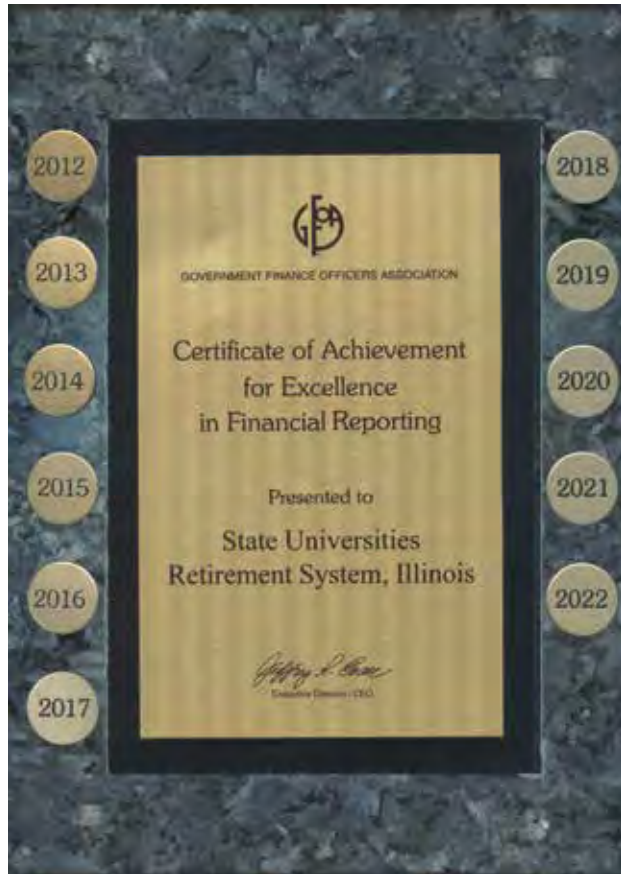 2012
2013
2014
2015
2016
2017
GFOA
GOVERNMENT FINANCE OFFICERS ASSOCIATION
Certificate of Achievement
for Excellence
in Financial Reporting
Presented to
State Universities
Retirement System, Illinois
Executive Director / CEO
2018
2019
2020
2021
2022